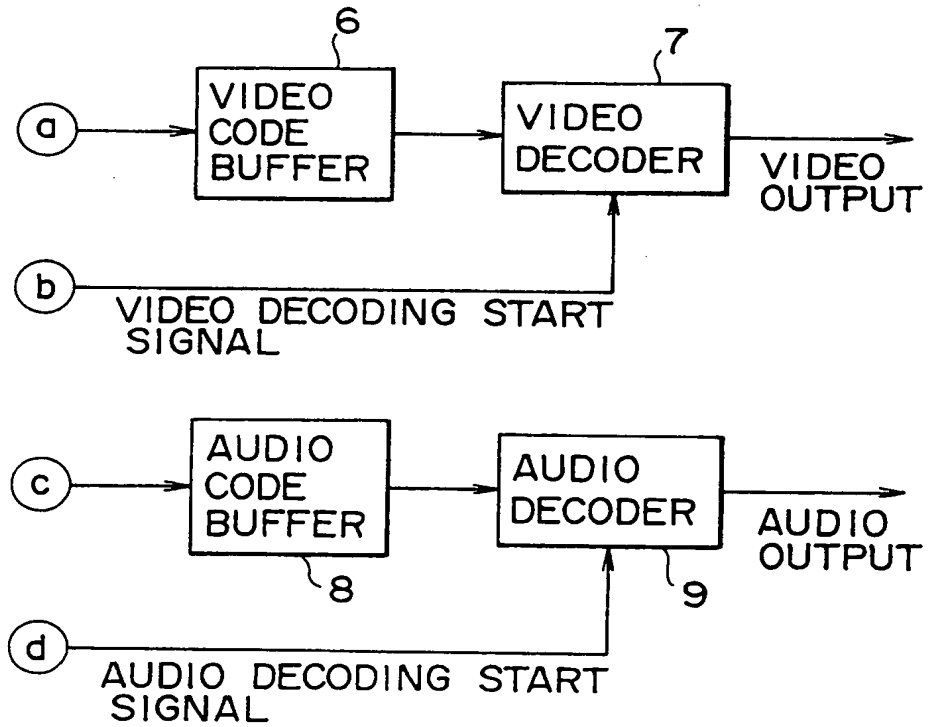 6
7
a
VIDEO
CODE
BUFFER
VIDEO
DECODER
VIDEO
OUTPUT
b
VIDEO DECODING START
SIGNAL
c
AUDIO
CODE
BUFFER
AUDIO
DECODER
AUDIO
OUTPUT
8
9
d
AUDIO DECODING START
SIGNAL